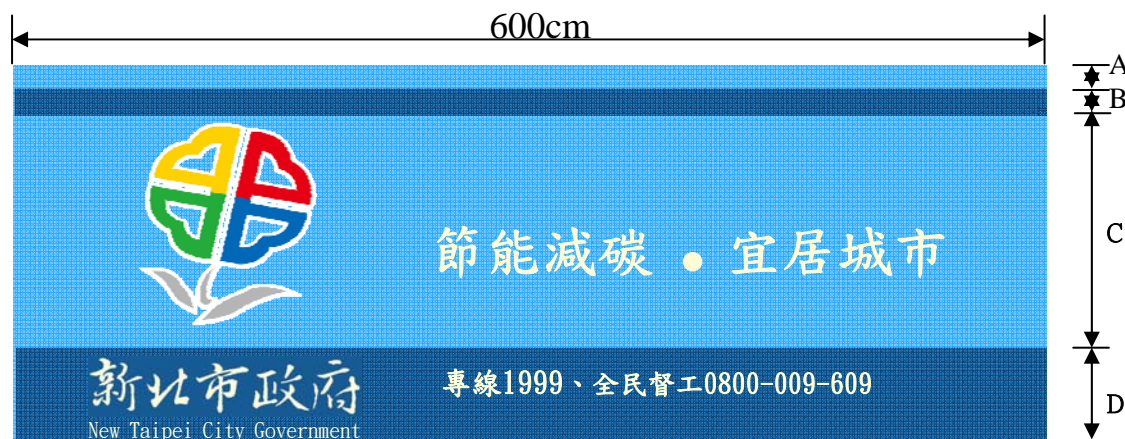 600cm
A
B
C
節能減碳 ● 宜居城市
新北市政府
New Taipei City Government
專線1999、全民督工0800-009-609
D